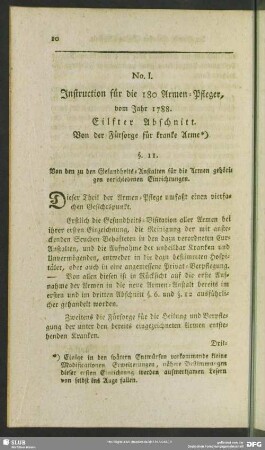 20
No. I.
Instruction für die 180 Armen-Pfleger,
vom Jahr 1788.
Eilfter Abschnitt.
Von der Fürsorge für kranke Arme*)
§. 11.
Von den zu den Gesundheits-Anstalten für die Armen gehöri-
gen verschiedenen Einrichtungen.
Dieser Theil der Armen-Pflege umfaßt einen vierfa-
chen Gesichtspunkt.
Erstlich die Gesundheits-Visitation aller Armen bei
ihrer ersten Einzeichnung, die Reinigung der mit anste-
ckenden Seuchen Behafteten in den dazu verordneten Cur-
Anstalten, und die Aufnahme der unheilbar Kranken und
Unvermögenden, entweder in die dazu bestimmten Hospi-
täler, oder auch in eine angewiesene Privat-Verpflegung.
— Von allen diesen ist in Rücksicht auf die erste Auf-
nahme der Armen in die neue Armen-Anstalt bereits im
ersten und im dritten Abschnitt §. 6. und §. 12 ausführlicher
gehandelt worden.
Zweitens die Fürsorge für die Heilung und Verpfle-
gung der unter den bereits eingezeichneten Armen entste-
henden Kranken.
Drit-
*) Einige in den spätern Entwürfen vorkommende kleine
Modificationen, Erweiterungen, nähere Bestimmungen
dieser ersten Einrichtung werden aufmerksamen Lesern
von selbst ins Auge fallen.
SLUB
DFG